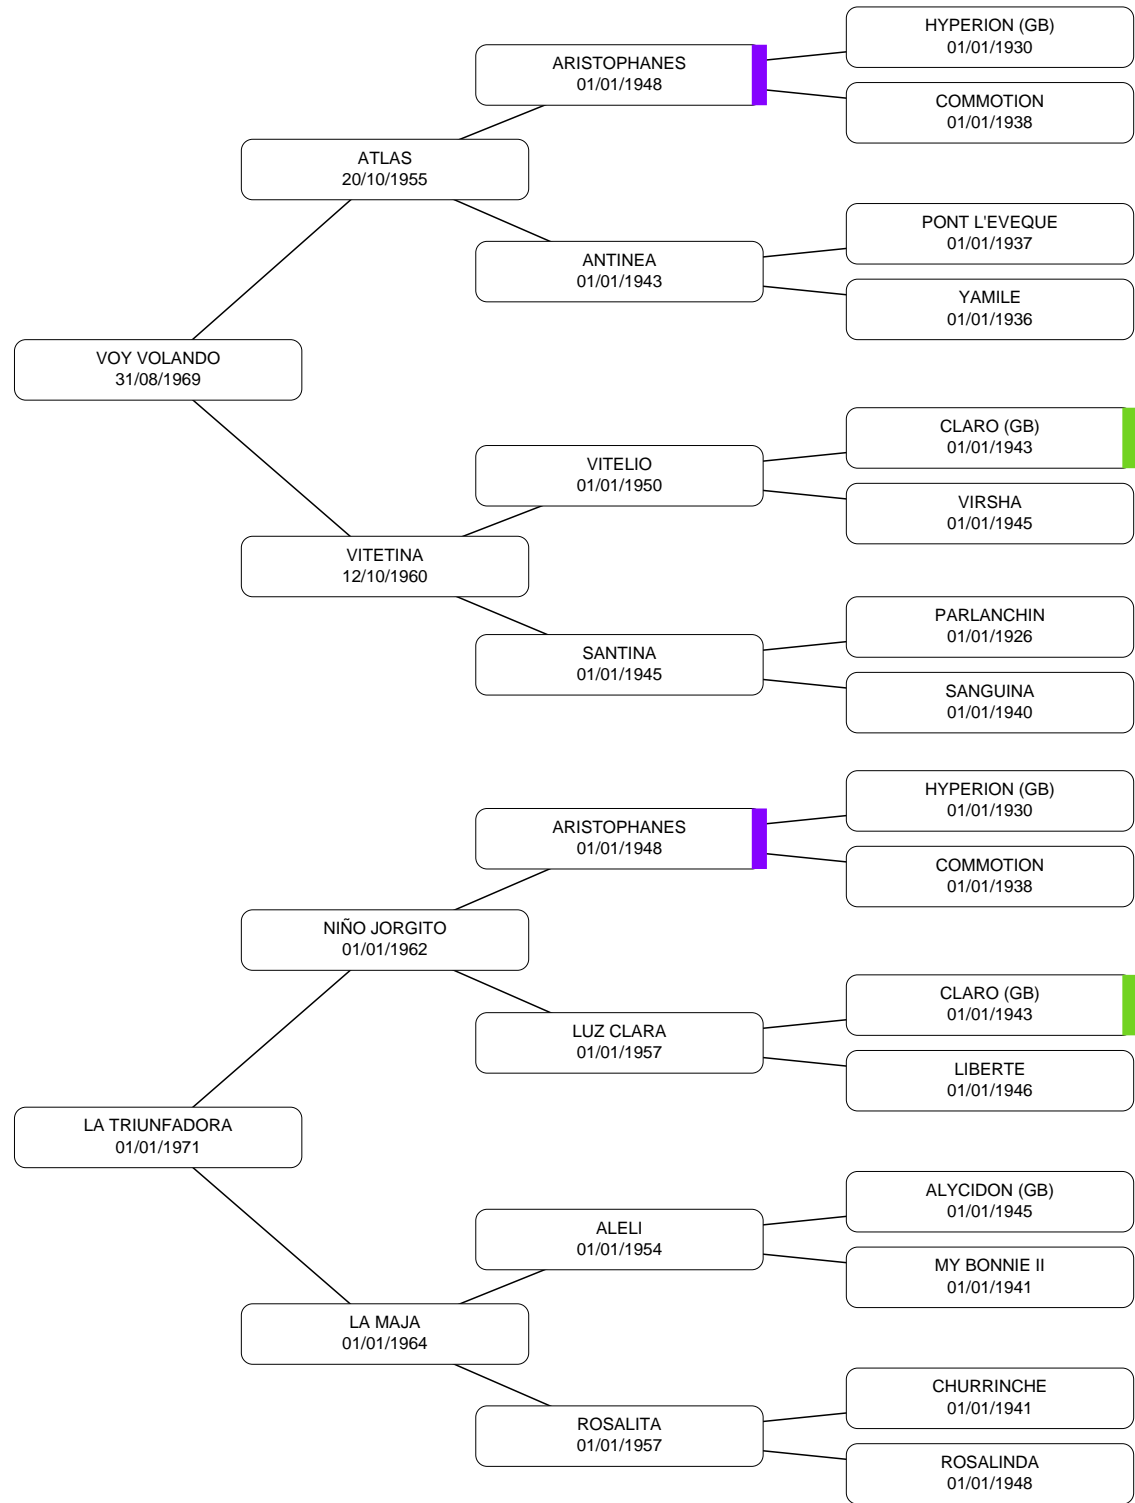 HYPERION (GB)
01/01/1930
ARISTOPHANES
01/01/1948
COMMOTION
01/01/1938
ATLAS
20/10/1955
PONT L'EVEQUE
01/01/1937
ANTINEA
01/01/1943
YAMILE
01/01/1936
VOY VOLANDO
31/08/1969
CLARO (GB)
01/01/1943
VITELIO
01/01/1950
VIRSHA
01/01/1945
VITETINA
12/10/1960
PARLANCHIN
01/01/1926
SANTINA
01/01/1945
SANGUINA
01/01/1940
HYPERION (GB)
01/01/1930
ARISTOPHANES
01/01/1948
COMMOTION
01/01/1938
NIÑO JORGITO
01/01/1962
CLARO (GB)
01/01/1943
LUZ CLARA
01/01/1957
LIBERTE
01/01/1946
LA TRIUNFADORA
01/01/1971
ALYCIDON (GB)
01/01/1945
ALELI
01/01/1954
MY BONNIE II
01/01/1941
LA MAJA
01/01/1964
CHURRINCHE
01/01/1941
ROSALITA
01/01/1957
ROSALINDA
01/01/1948